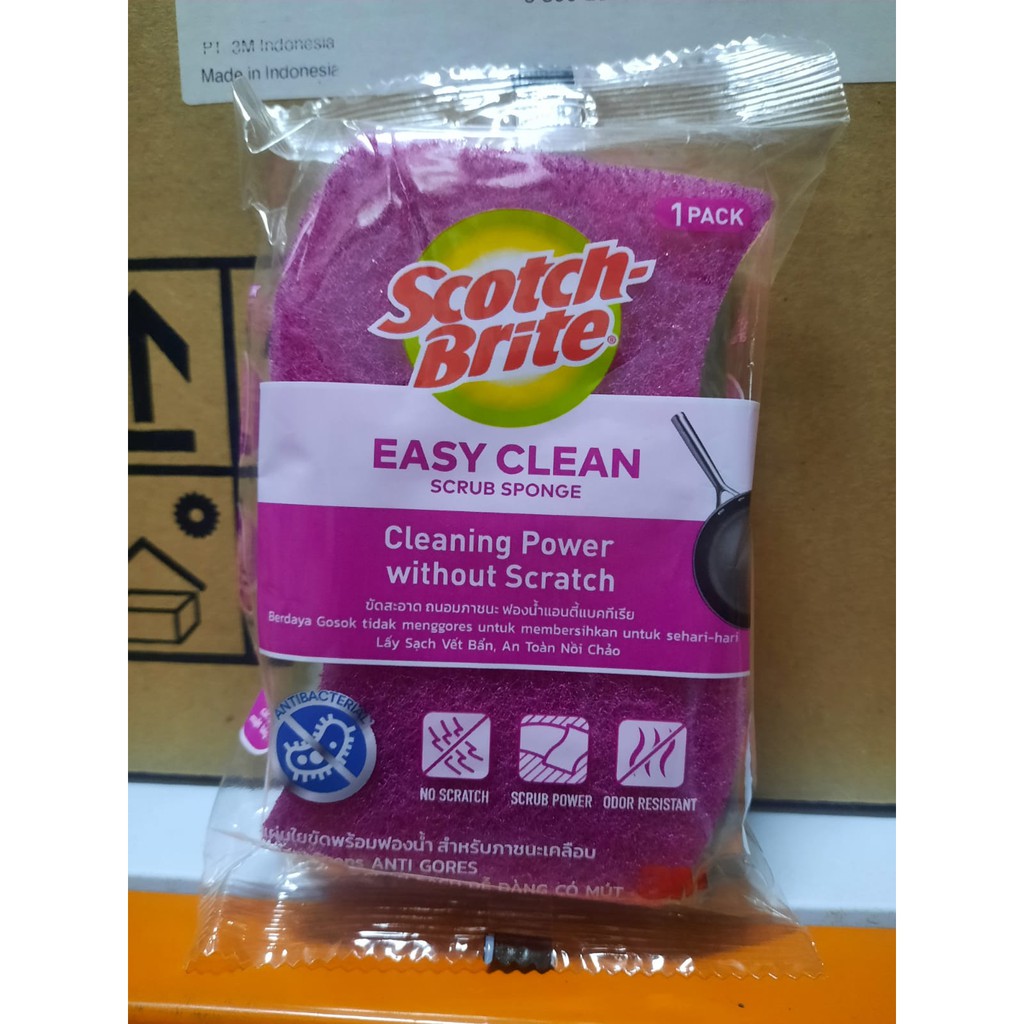 PT 3M Indonesia
Made in Indonesia
1 PACK
Scotch-
Brite®
EASY CLEAN
SCRUB SPONGE
Cleaning Power
without Scratch
ขัดสะอาด ถนอมภาชนะ ฟองน้ำแอนตี้แบคทีเรีย
Berdaya Gosok tidak menggores untuk membersihkan untuk sehari-hari
Lấy Sạch Vết Bẩn, An Toàn Nồi Chảo
ANTIBACTERIAL
NO SCRATCH
SCRUB POWER
ODOR RESISTANT
แผ่นใยขัดพร้อมฟองน้ำ สำหรับภาชนะเคลือบ
ANTI GORES
DỄ DÀNG CÓ MÚT